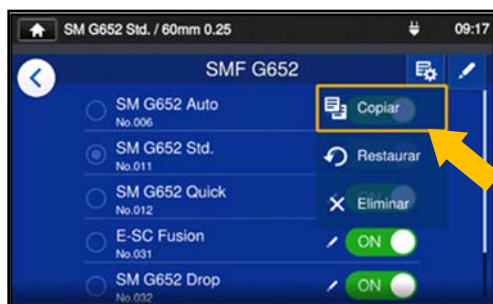 SM G652 Std. / 60mm 0.25 09:17
SMF G652
SM G652 Auto
No.006
Copiar
SM G652 Std.
No.011
Restaurar
SM G652 Quick
No.012
Eliminar
E-SC Fusion
No.031
ON
SM G652 Drop
No.032
ON